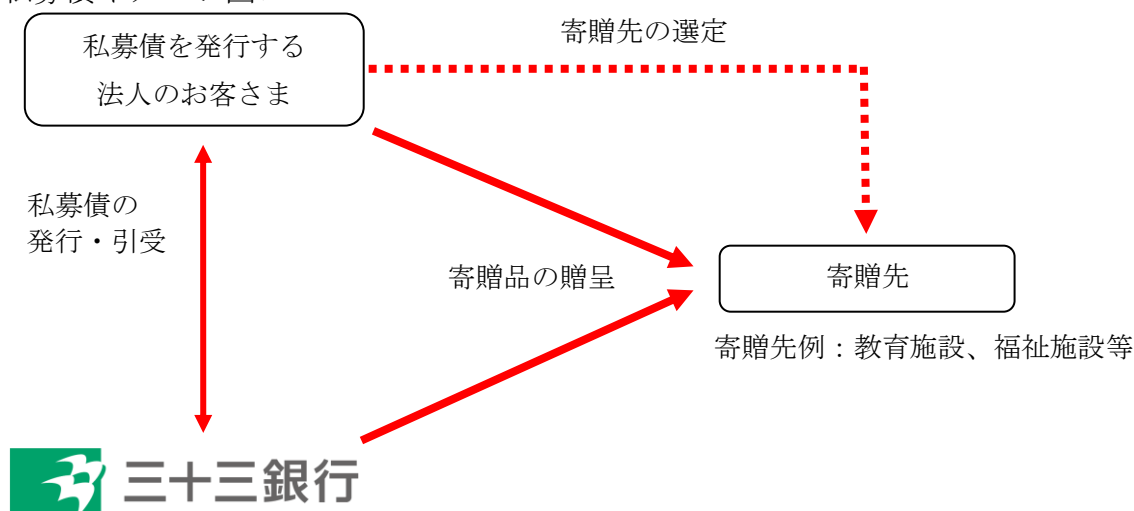 私募債を発行する
法人のお客さま
寄贈先の選定
私募債の
発行・引受
寄贈品の贈呈
寄贈先
寄贈先例：教育施設、福祉施設等
三十三銀行